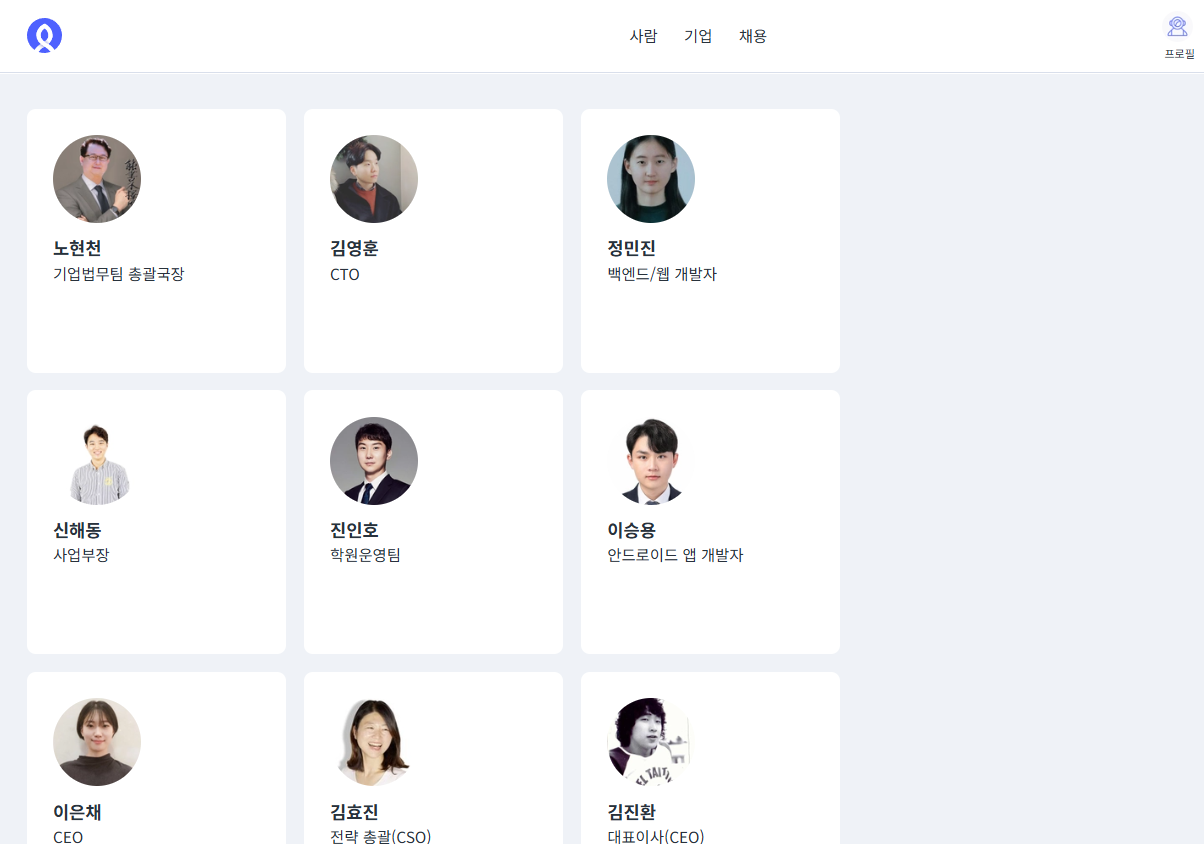 사람 기업 채용
프로필
노현천
기업법무팀 총괄국장
김영훈
CTO
정민진
백엔드/웹 개발자
신해동
사업부장
진인호
학원운영팀
이승용
안드로이드 앱 개발자
이은채
CEO
김효진
전략 총괄(CSO)
김진환
대표이사(CEO)
EL TAITI